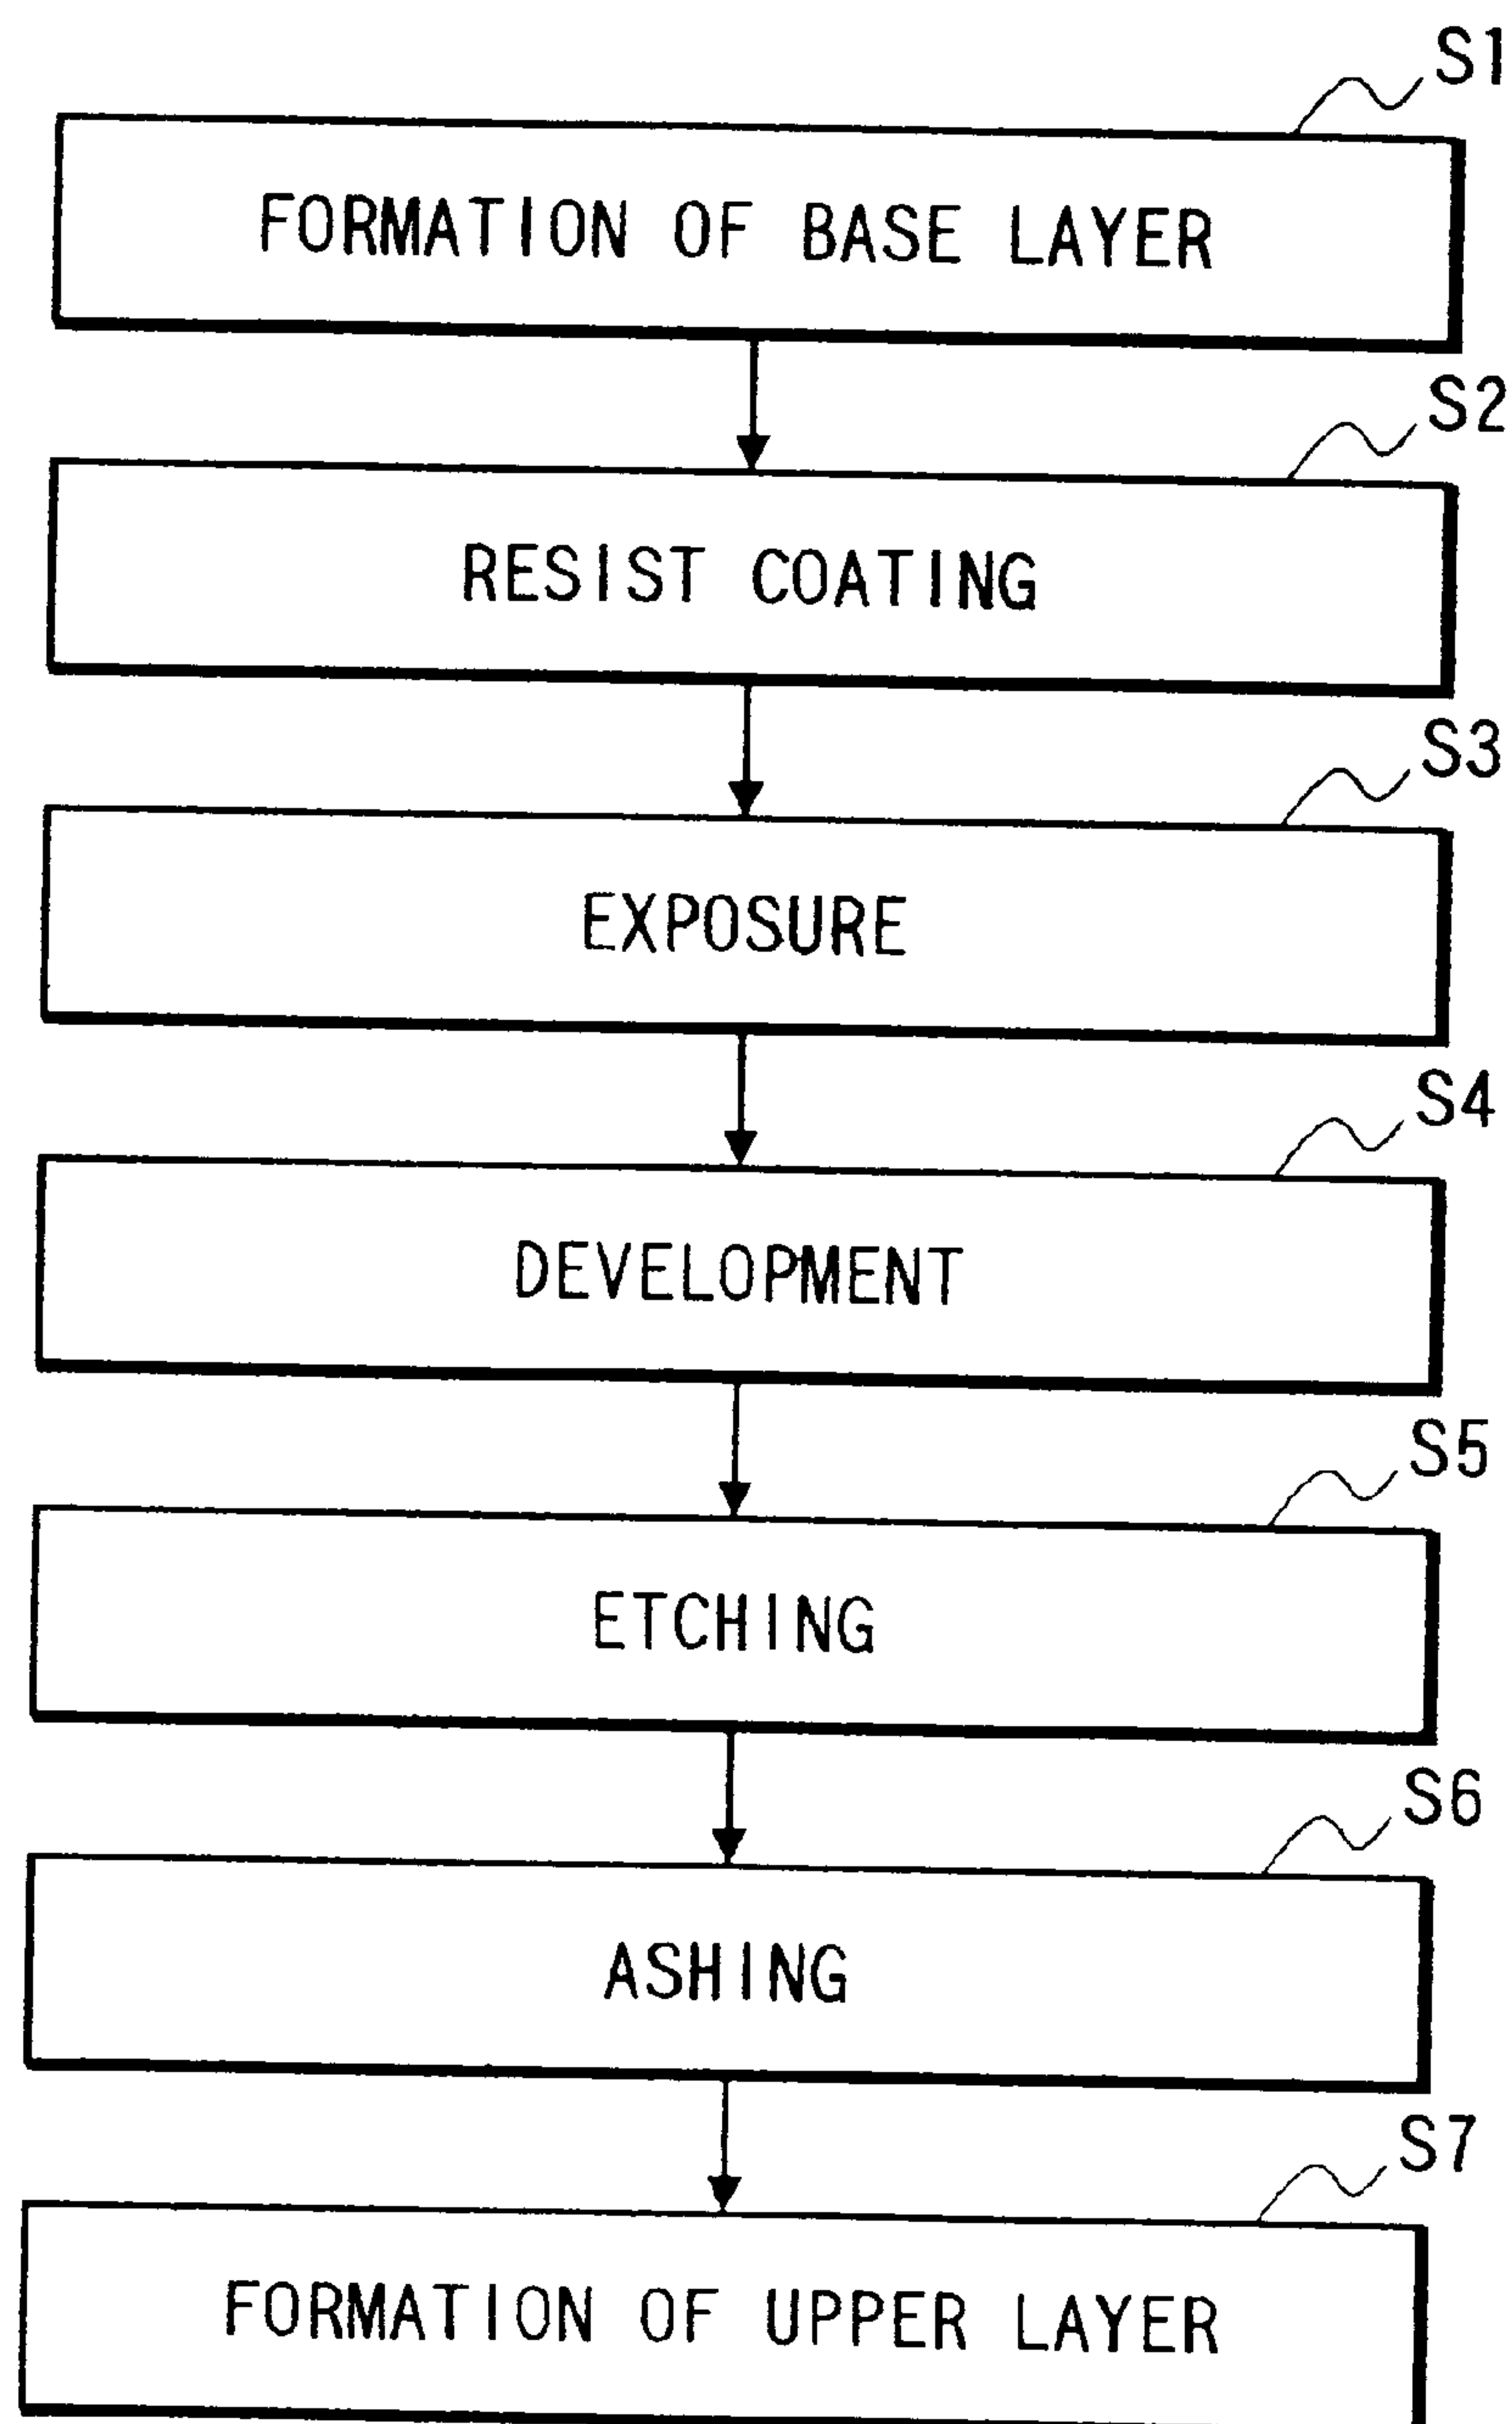 S1
FORMATION OF BASE LAYER
S2
RESIST COATING
S3
EXPOSURE
S4
DEVELOPMENT
S5
ETCHING
S6
ASHING
S7
FORMATION OF UPPER LAYER